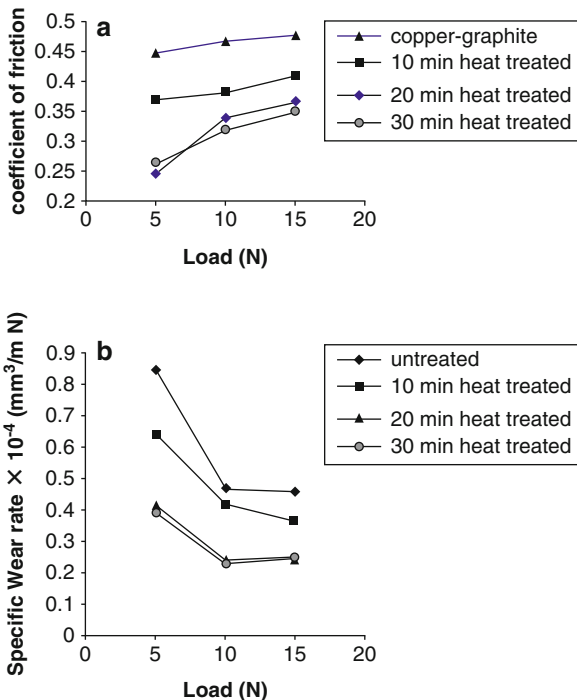 a
coefficient of friction
0.5
0.45
0.4
0.35
0.3
0.25
0.2
0
5
10
15
20
Load (N)
copper-graphite
10 min heat treated
20 min heat treated
30 min heat treated
b
Specific Wear rate × 10⁻⁴ (mm³/m N)
0.9
0.8
0.7
0.6
0.5
0.4
0.3
0.2
0.1
0
0
5
10
15
20
Load (N)
untreated
10 min heat treated
20 min heat treated
30 min heat treated